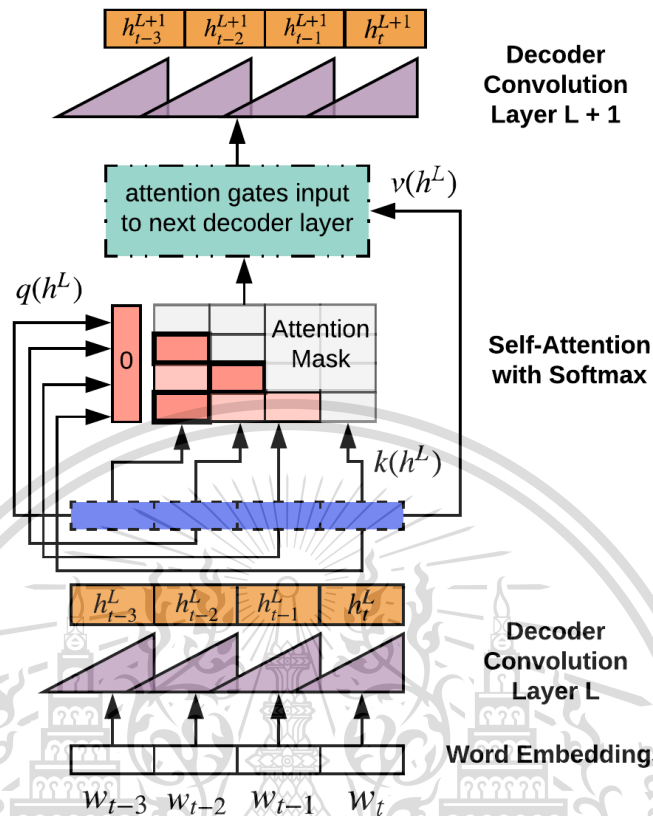 h_{t-3}^{L+1} h_{t-2}^{L+1} h_{t-1}^{L+1} h_t^{L+1}
Decoder
Convolution
Layer L + 1
attention gates input
to next decoder layer
v(h^L)
q(h^L)
0
Attention
Mask
Self-Attention
with Softmax
k(h^L)
h_{t-3}^L h_{t-2}^L h_{t-1}^L h_t^L
Decoder
Convolution
Layer L
Word Embedding
w_{t-3} w_{t-2} w_{t-1} w_t